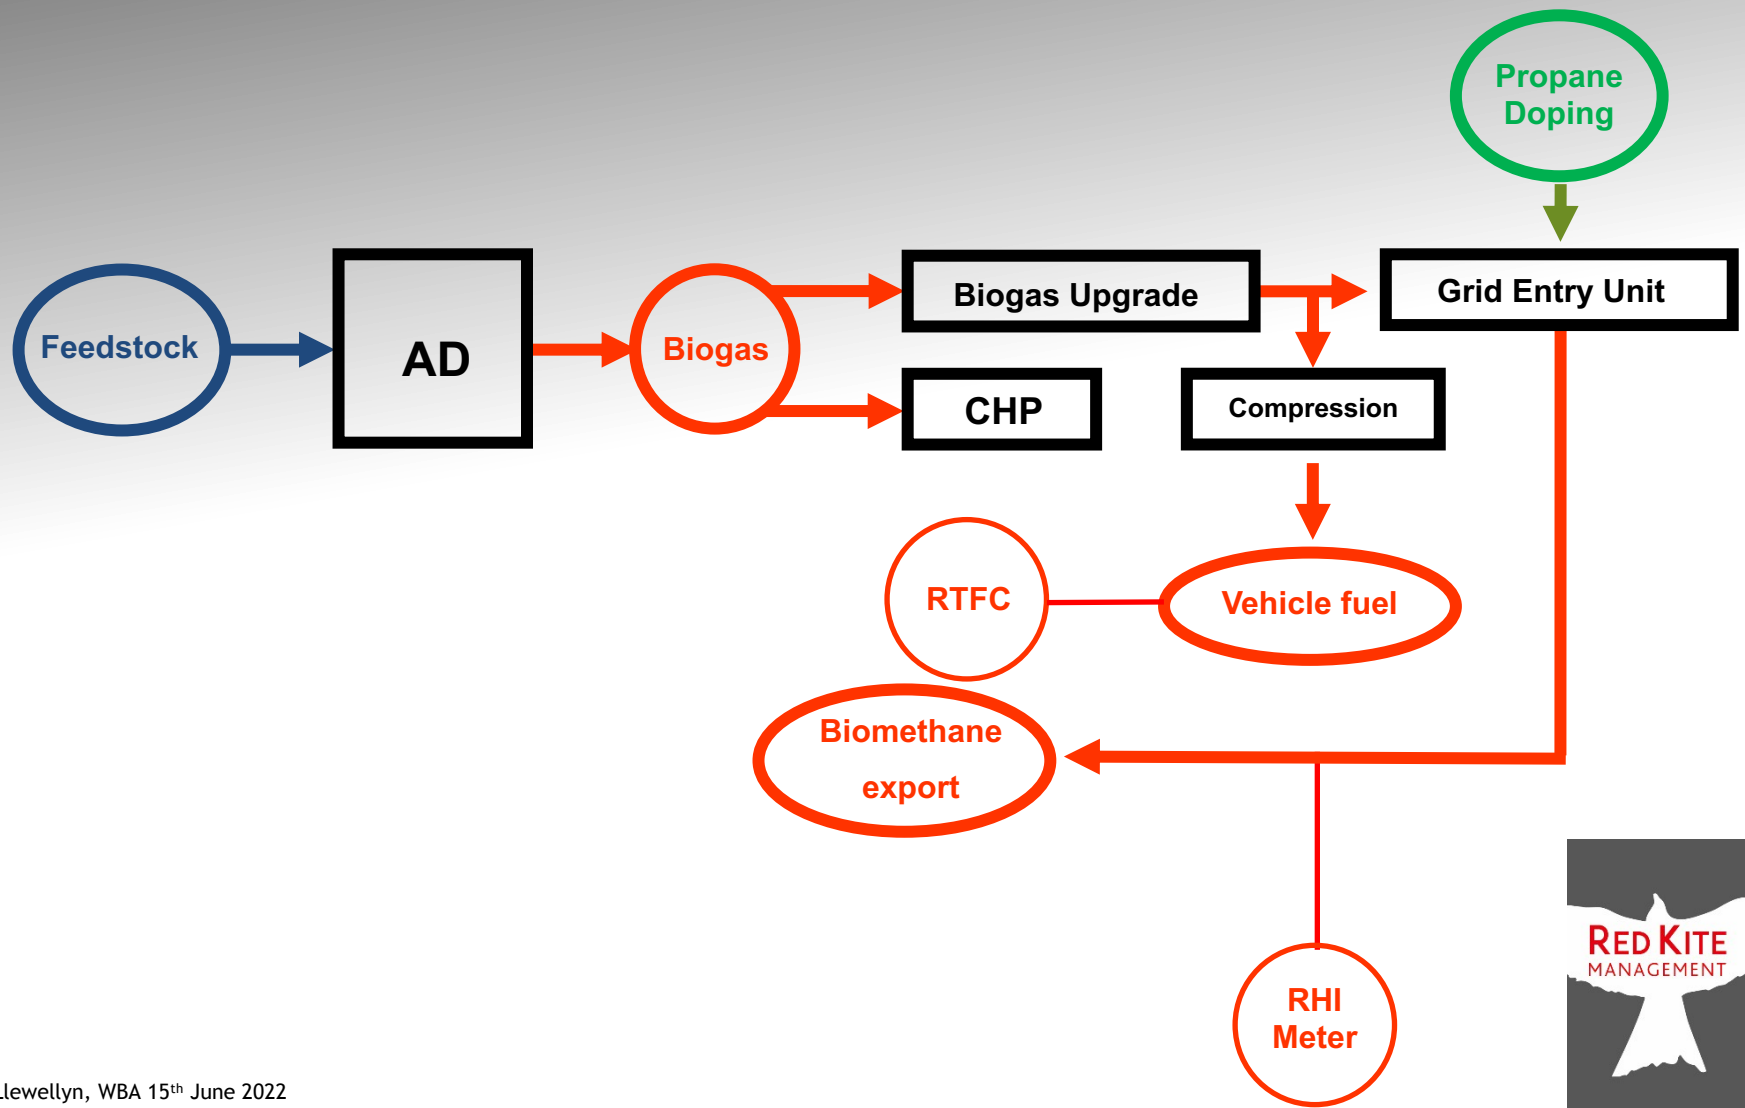 Propane
Doping
Biogas Upgrade
Grid Entry Unit
Feedstock
AD
Biogas
CHP
Compression
RTFC
Vehicle fuel
Biomethane
export
RED KITE
MANAGEMENT
RHI
Meter
Llewellyn, WBA 15th June 2022